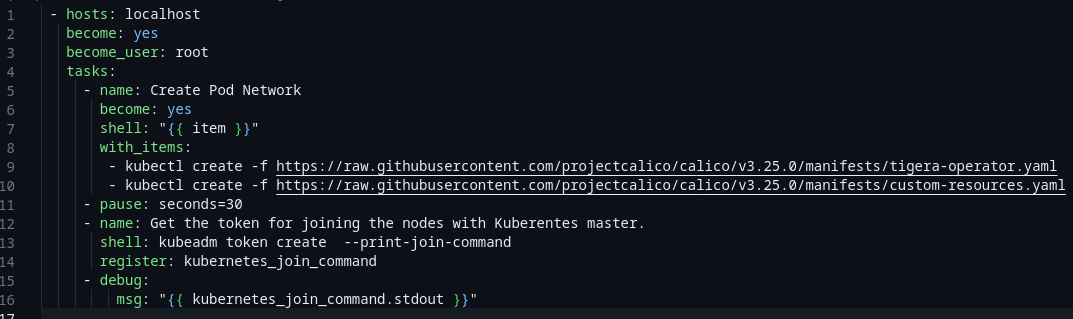 1 - hosts: localhost
2 become: yes
3 become_user: root
4 tasks:
5 - name: Create Pod Network
6 become: yes
7 shell: "{{ item }}"
8 with_items:
9 - kubectl create -f https://raw.githubusercontent.com/projectcalico/calico/v3.25.0/manifests/tigera-operator.yaml
10 - kubectl create -f https://raw.githubusercontent.com/projectcalico/calico/v3.25.0/manifests/custom-resources.yaml
11 - pause: seconds=30
12 - name: Get the token for joining the nodes with Kuberentes master.
13 shell: kubeadm token create  --print-join-command
14 register: kubernetes_join_command
15 - debug:
16 msg: "{{ kubernetes_join_command.stdout }}"
17